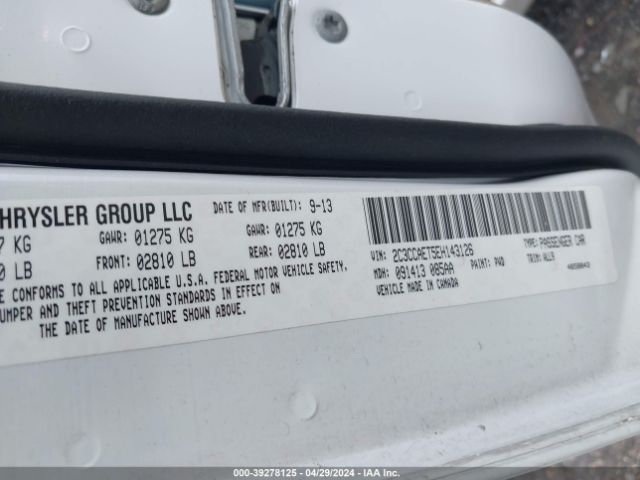 HRYSLER GROUP LLC DATE OF MFR(BUILT): 9-13
7 KG GAWR: 01275 KG GAWR: 01275 KG
0 LB FRONT: 02810 LB REAR: 02810 LB
E CONFORMS TO ALL APPLICABLE U.S.A. FEDERAL MOTOR VEHICLE SAFETY,
UMPER AND THEFT PREVENTION STANDARDS IN EFFECT ON
THE DATE OF MANUFACTURE SHOWN ABOVE.
VIN: 2C3CCAET5EH143126 TYPE: PASSENGER CAR
MDH: 091413 085AA PAINT: PW0 TRIM: ALL9
VEHICLE MADE IN CANADA
000-39278125 - 04/29/2024 - IAA Inc.